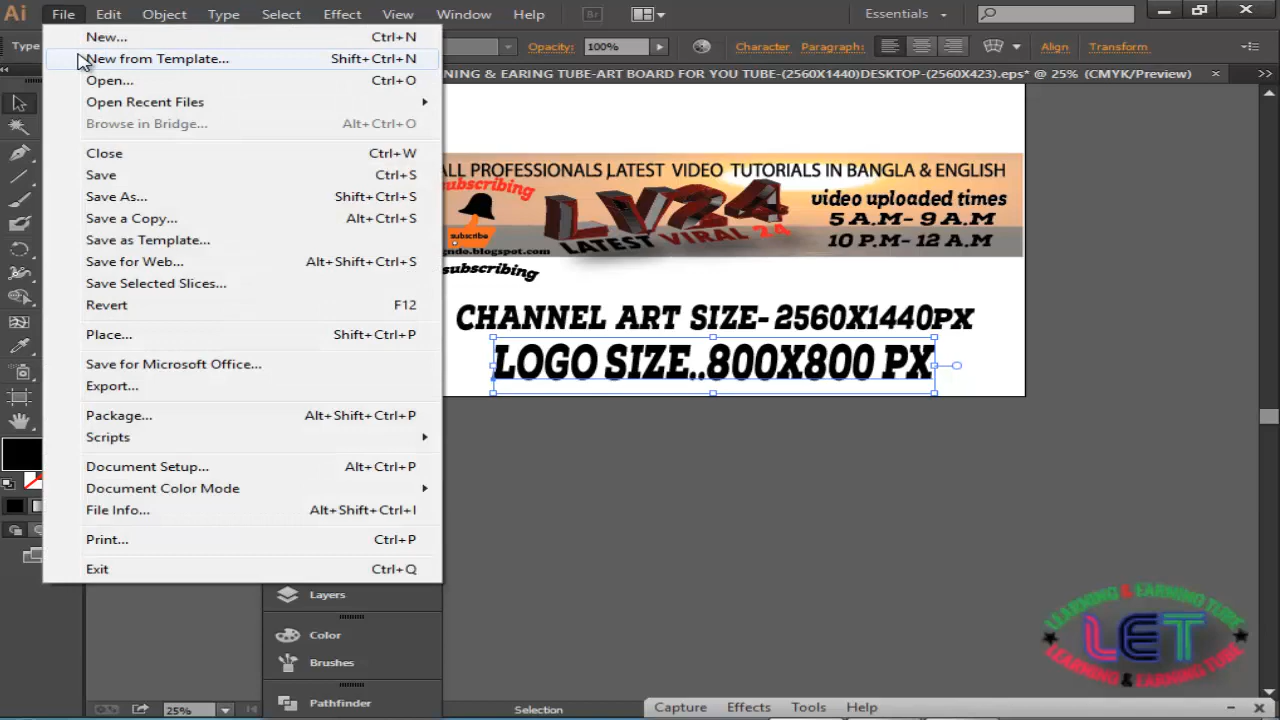 Ai File Edit Object Type Select Effect View Window Help Br Essentials
Type Opacity: 100% Character Paragraph: Align Transform
NING & EARING TUBE-ART BOARD FOR YOU TUBE-(2560X1440)DESKTOP-(2560X423).eps* @ 25% (CMYK/Preview)
New... Ctrl+N
New from Template... Shift+Ctrl+N
Open... Ctrl+O
Open Recent Files
Browse in Bridge... Alt+Ctrl+O
Close Ctrl+W
Save Ctrl+S
Save As... Shift+Ctrl+S
Save a Copy... Alt+Ctrl+S
Save as Template...
Save for Web... Alt+Shift+Ctrl+S
Save Selected Slices...
Revert F12
Place... Shift+Ctrl+P
Save for Microsoft Office...
Export...
Package... Alt+Shift+Ctrl+P
Scripts
Document Setup... Alt+Ctrl+P
Document Color Mode
File Info... Alt+Shift+Ctrl+I
Print... Ctrl+P
Exit Ctrl+Q
ALL PROFESSIONALS,LATEST VIDEO TUTORIALS IN BANGLA & ENGLISH
subscribing
subscribe
LV24
LATEST VIRAL 24
video uploaded times
5 A.M- 9 A.M
10 P.M- 12 A.M
gndo.blogspot.com
subscribing
CHANNEL ART SIZE- 2560X1440PX
LOGO SIZE..800X800 PX
Layers
Color
Brushes
Pathfinder
25%
Selection
LEARNING & EARNING TUBE
LET
LEARNING & EARNING TUBE
Capture Effects Tools Help